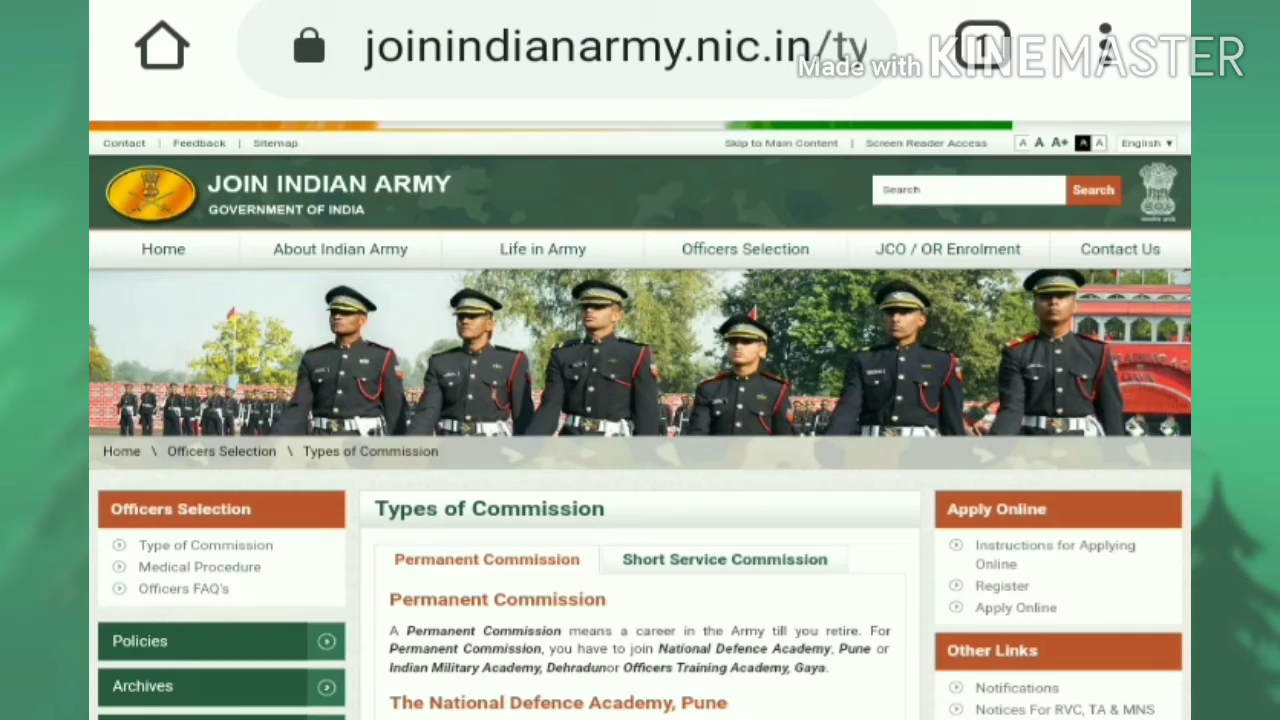 joinindianarmy.nic.in/ty
1
Made with KINEMASTER
Contact | Feedback | Sitemap
Skip to Main Content | Screen Reader Access
A A A+ A A English ▼
JOIN INDIAN ARMY
GOVERNMENT OF INDIA
Search Search
Home About Indian Army Life in Army Officers Selection JCO / OR Enrolment Contact Us
Home \ Officers Selection \ Types of Commission
Officers Selection
Type of Commission
Medical Procedure
Officers FAQ's
Policies
Archives
Types of Commission
Permanent Commission Short Service Commission
Permanent Commission
A Permanent Commission means a career in the Army till you retire. For
Permanent Commission, you have to join National Defence Academy, Pune or
Indian Military Academy, Dehradunor Officers Training Academy, Gaya.
The National Defence Academy, Pune
Apply Online
Instructions for Applying
Online
Register
Apply Online
Other Links
Notifications
Notices For RVC, TA & MNS